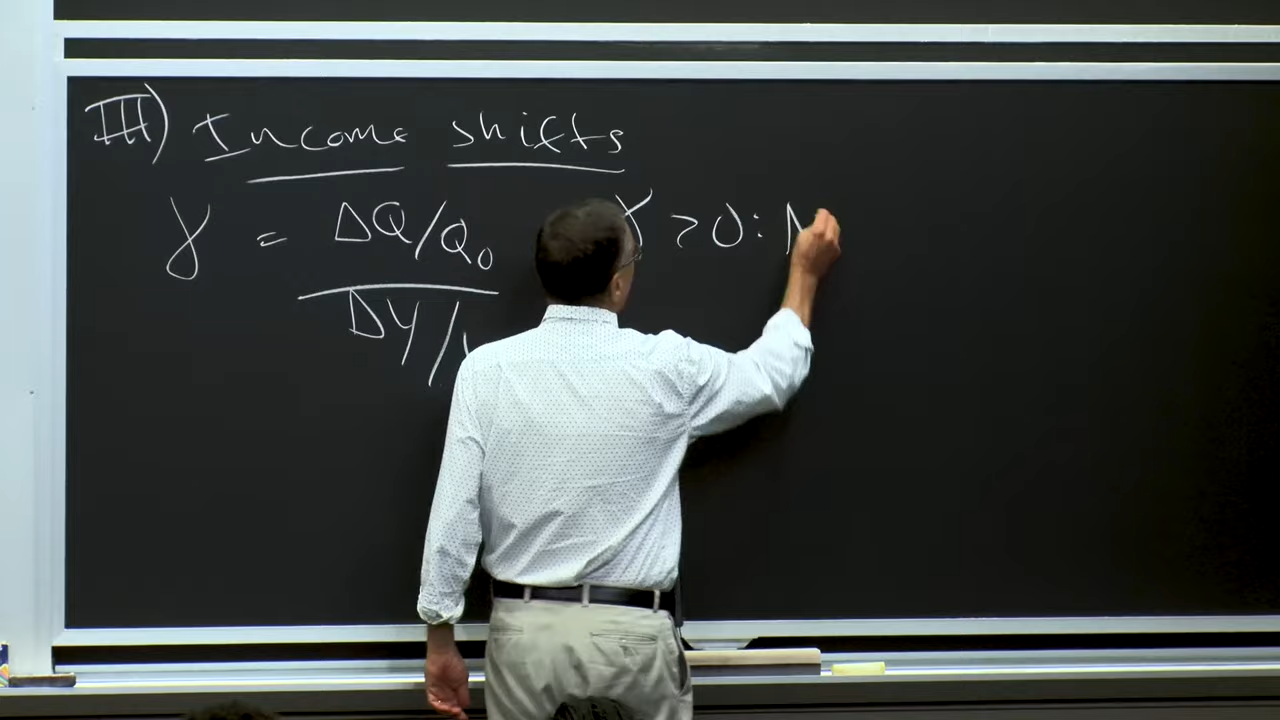 III) Income shifts
γ = ΔQ/Q₀ γ > 0: N
ΔY/